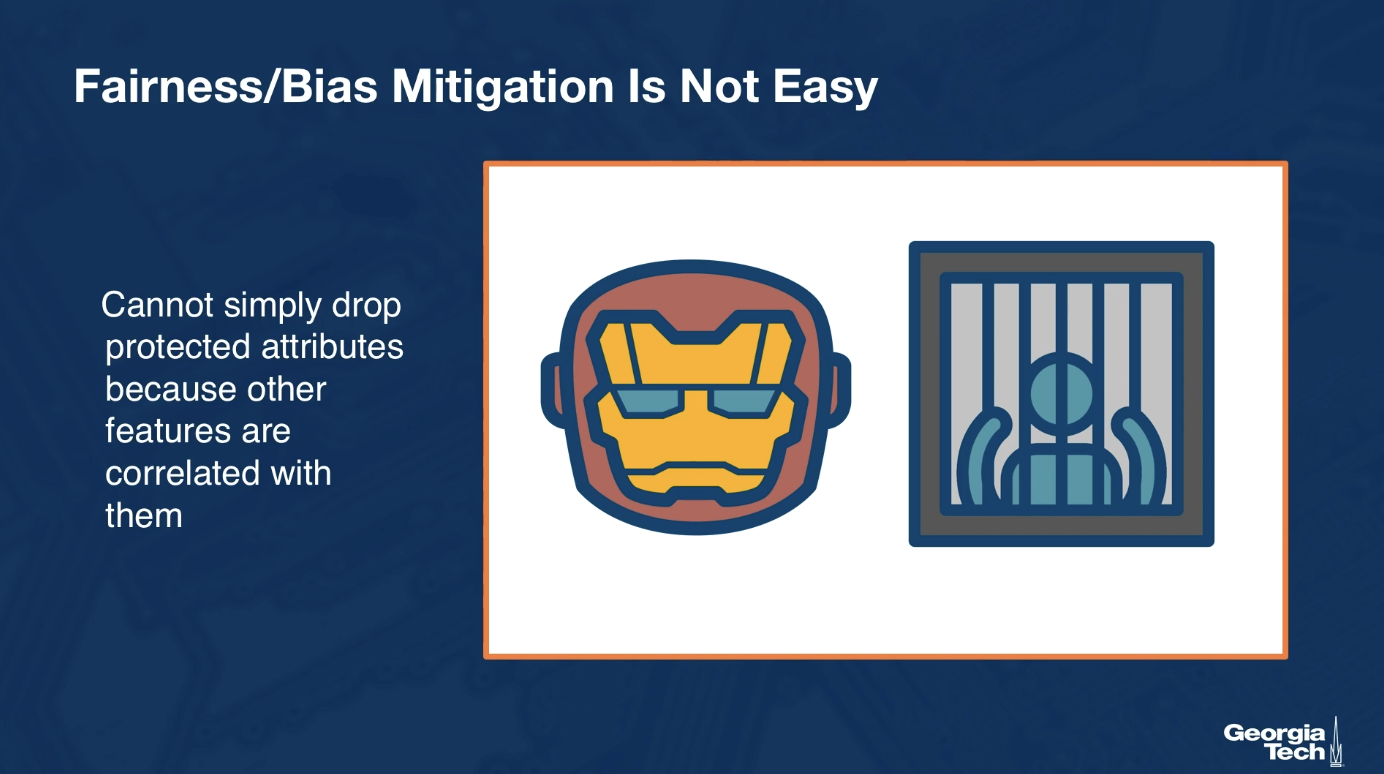 Fairness/Bias Mitigation Is Not Easy
Cannot simply drop
protected attributes
because other
features are
correlated with
them
Georgia
Tech